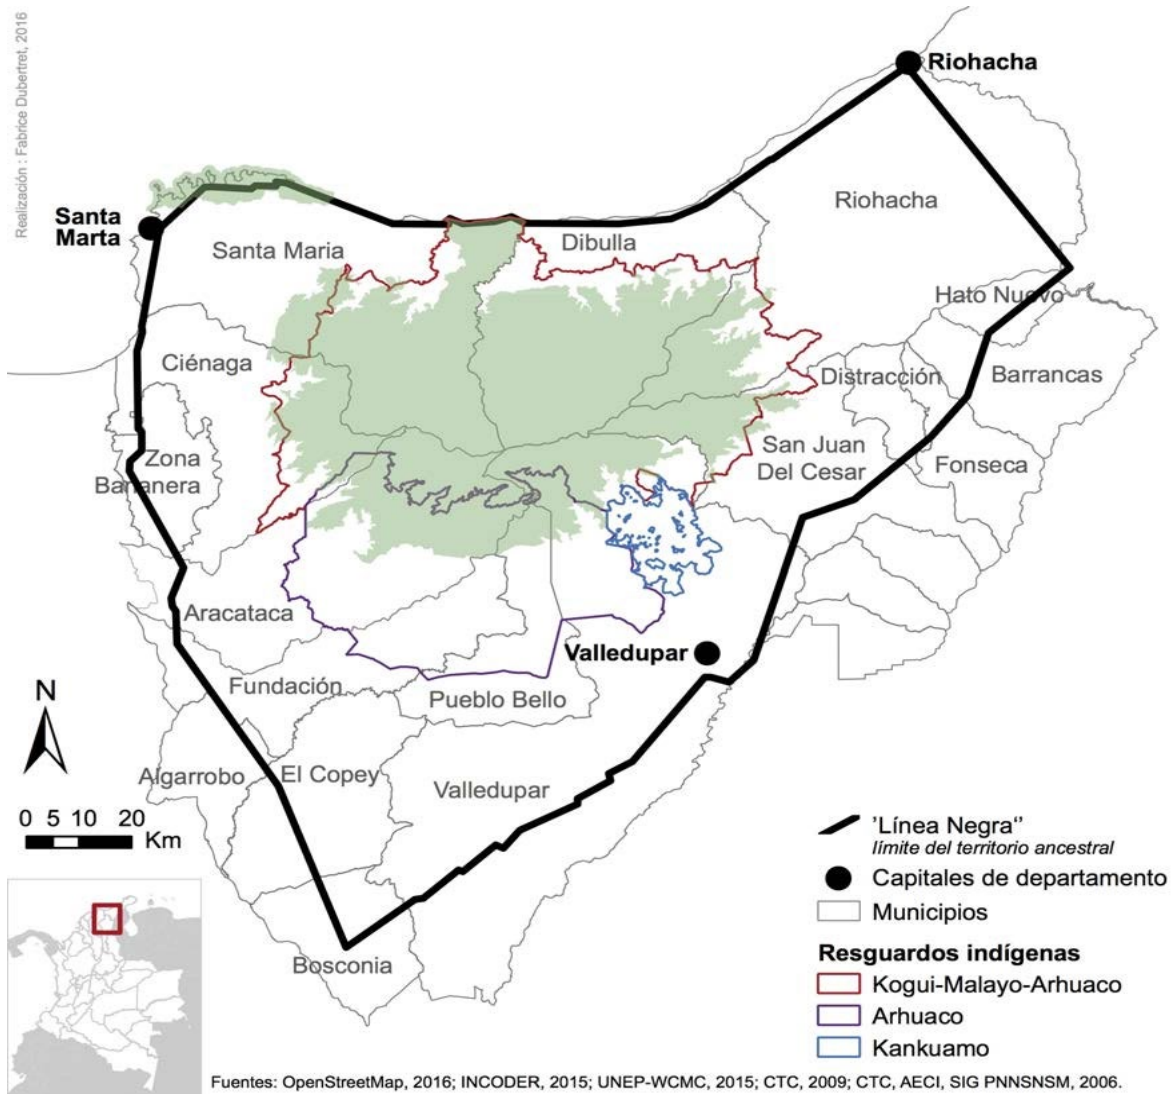 Realización : Fabrice Dubertret, 2016
Riohacha
Santa
Marta
Riohacha
Santa Maria
Dibulla
Hato Nuevo
Ciénaga
Distracción
Barrancas
San Juan
Del Cesar
Zona
Bananera
Fonseca
Aracataca
Valledupar
Fundación
Pueblo Bello
N
Algarrobo
El Copey
Valledupar
0 5 10 20
Km
Bosconia
'Línea Negra‘’
límite del territorio ancestral
Capitales de departamento
Municipios
Resguardos indígenas
Kogui-Malayo-Arhuaco
Arhuaco
Kankuamo
Fuentes: OpenStreetMap, 2016; INCODER, 2015; UNEP-WCMC, 2015; CTC, 2009; CTC, AECI, SIG PNNSNSM, 2006.